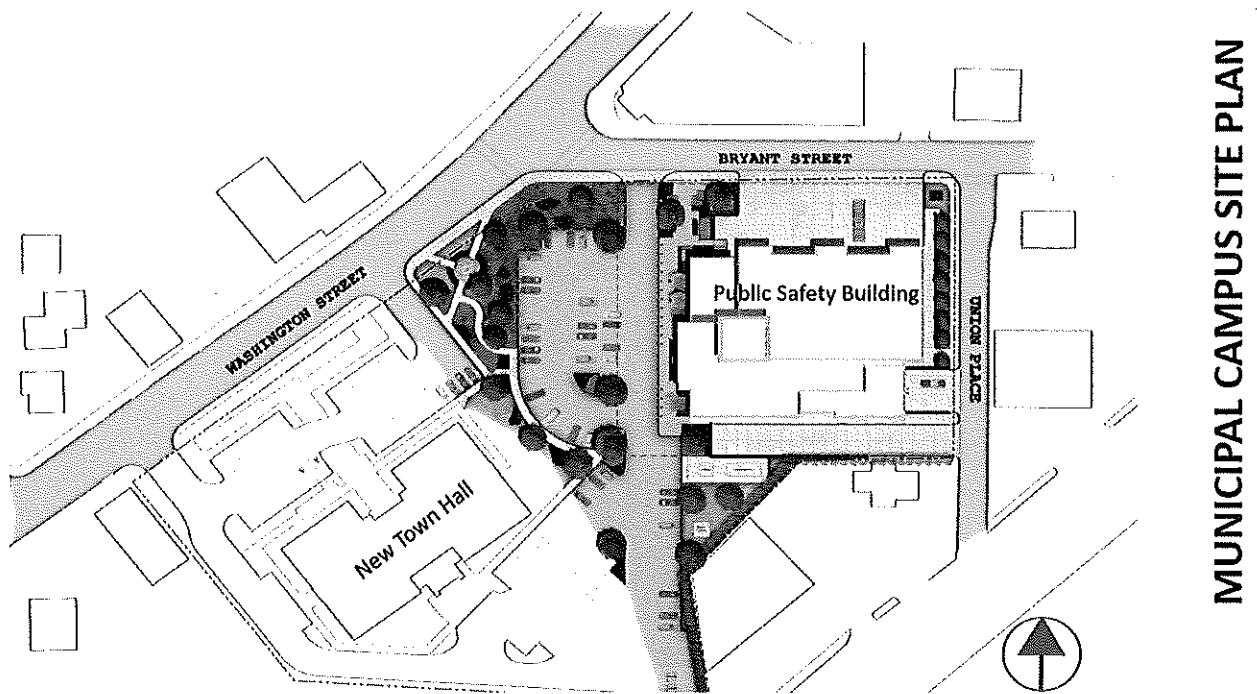 MUNICIPAL CAMPUS SITE PLAN
BRYANT STREET
WASHINGTON STREET
Public Safety Building
UNION PLACE
New Town Hall